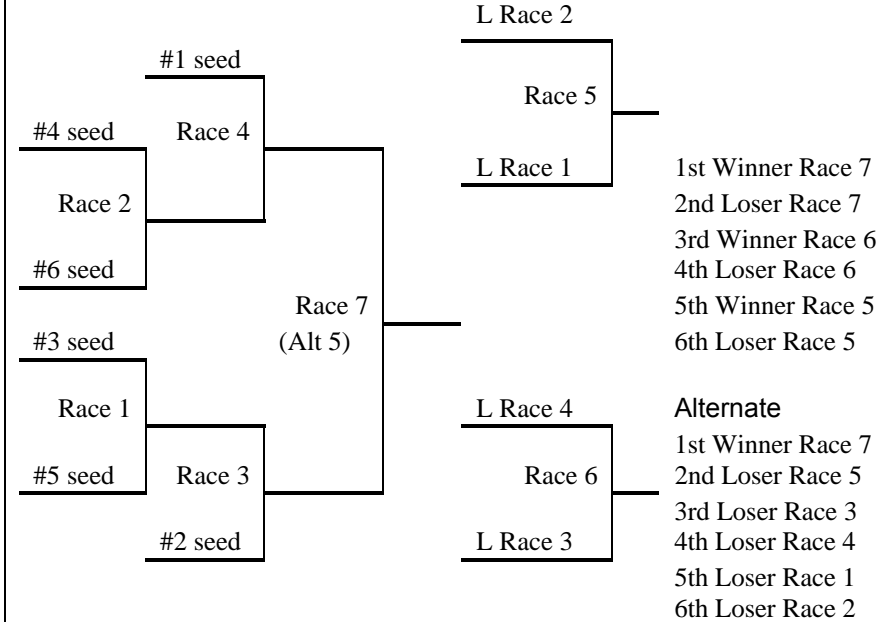 L Race 2
#1 seed
Race 5
#4 seed
Race 4
L Race 1
1st Winner Race 7
Race 2
2nd Loser Race 7
3rd Winner Race 6
#6 seed
4th Loser Race 6
Race 7
5th Winner Race 5
#3 seed
(Alt 5)
6th Loser Race 5
Race 1
L Race 4
Alternate
1st Winner Race 7
#5 seed
Race 3
Race 6
2nd Loser Race 5
3rd Loser Race 3
#2 seed
L Race 3
4th Loser Race 4
5th Loser Race 1
6th Loser Race 2